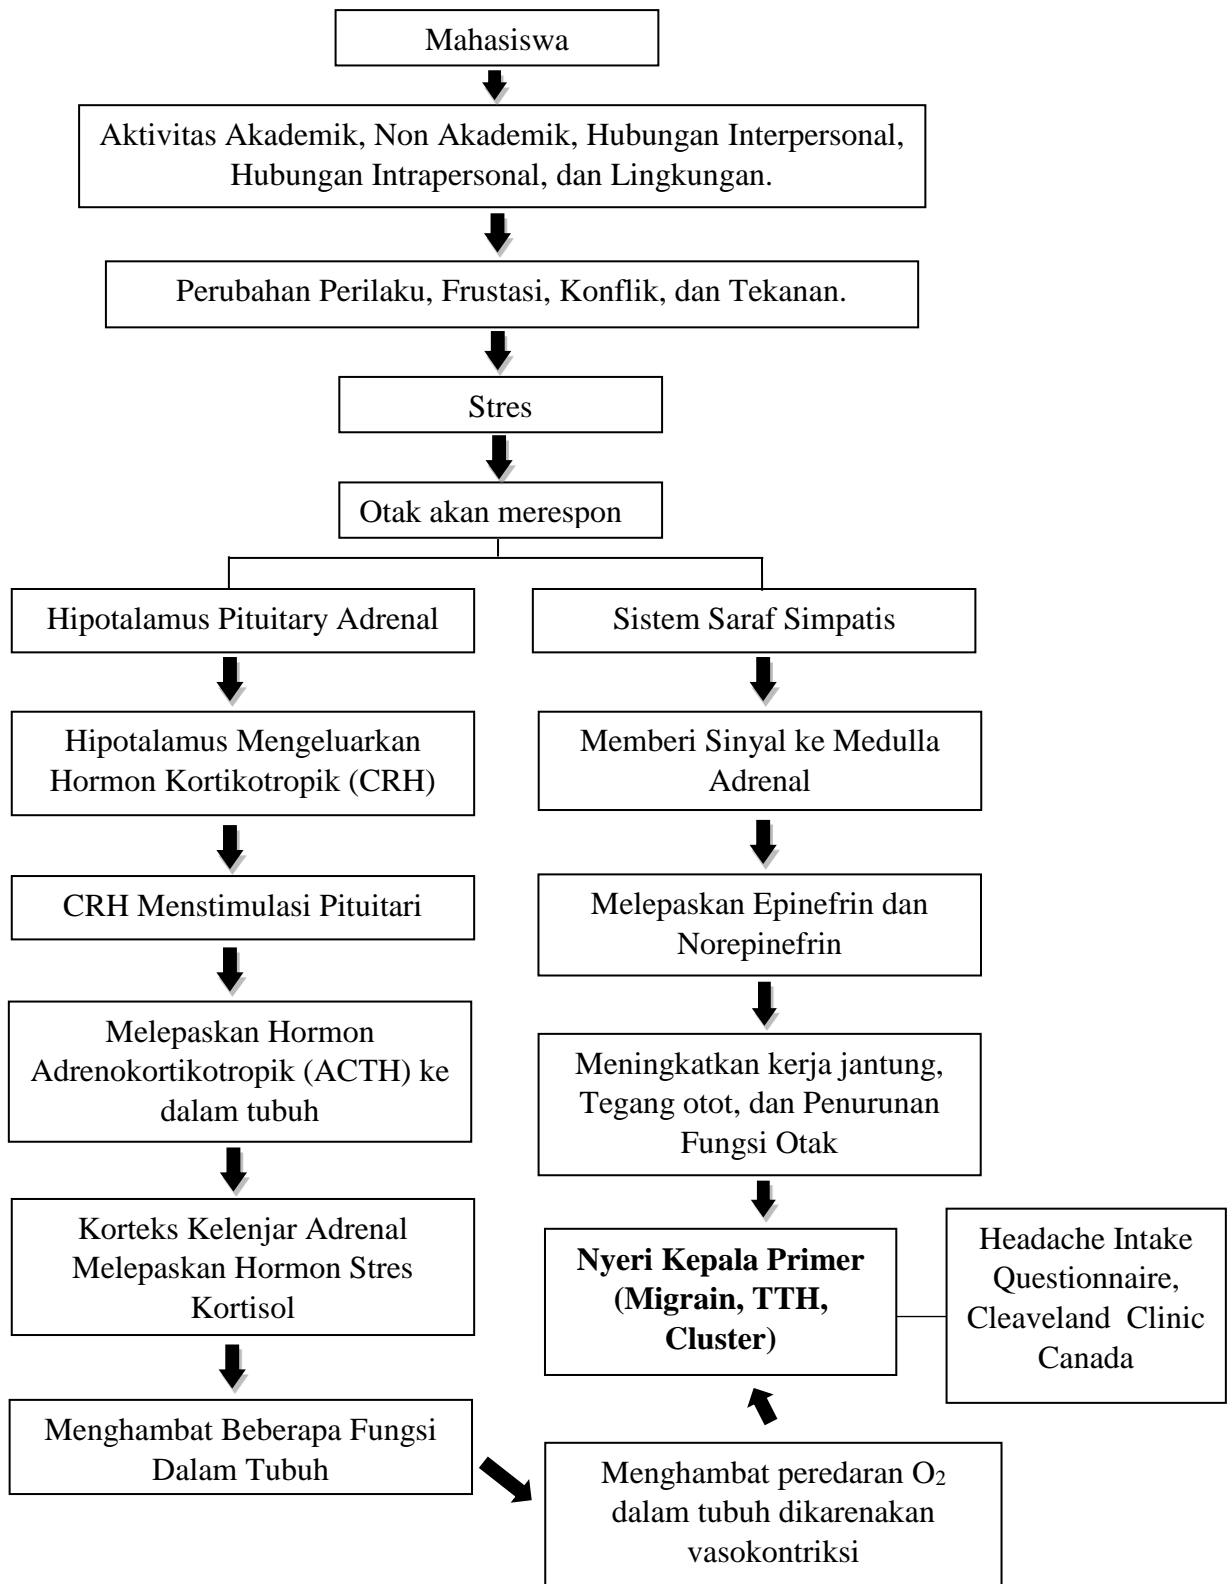 Mahasiswa
Aktivitas Akademik, Non Akademik, Hubungan Interpersonal,
Hubungan Intrapersonal, dan Lingkungan.
Perubahan Perilaku, Frustasi, Konflik, dan Tekanan.
Stres
Otak akan merespon
Hipotalamus Pituitary Adrenal
Hipotalamus Mengeluarkan
Hormon Kortikotropik (CRH)
CRH Menstimulasi Pituitari
Melepaskan Hormon
Adrenokortikotropik (ACTH) ke
dalam tubuh
Korteks Kelenjar Adrenal
Melepaskan Hormon Stres
Kortisol
Menghambat Beberapa Fungsi
Dalam Tubuh
Sistem Saraf Simpatis
Memberi Sinyal ke Medulla
Adrenal
Melepaskan Epinefrin dan
Norepinefrin
Meningkatkan kerja jantung,
Tegang otot, dan Penurunan
Fungsi Otak
Nyeri Kepala Primer
(Migrain, TTH,
Cluster)
Headache Intake
Questionnaire,
Cleaveland Clinic
Canada
Menghambat peredaran O₂
dalam tubuh dikarenakan
vasokontriksi